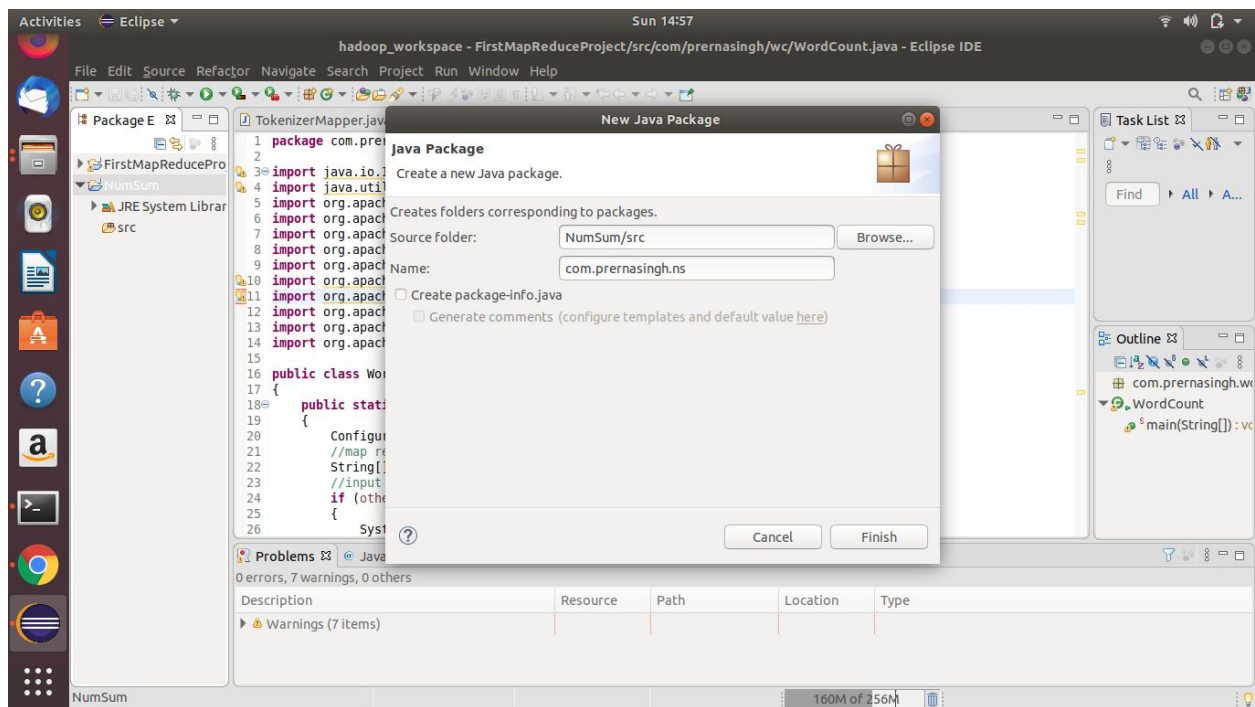 Activities Eclipse Sun 14:57
hadoop_workspace - FirstMapReduceProject/src/com/prernasingh/wc/WordCount.java - Eclipse IDE
File Edit Source Refactor Navigate Search Project Run Window Help
Package E
FirstMapReducePro
NumSum
JRE System Librar
src
TokenizerMapper.jav
1 package com.prer
2
3 import java.io.I
4 import java.util
5 import org.apach
6 import org.apach
7 import org.apach
8 import org.apach
9 import org.apach
10 import org.apach
11 import org.apach
12 import org.apach
13 import org.apach
14 import org.apach
15
16 public class Wor
17 {
18 public stati
19 {
20 Configur
21 //map re
22 String[]
23 //input
24 if (othe
25 {
26 Syst
New Java Package
Java Package
Create a new Java package.
Creates folders corresponding to packages.
Source folder: NumSum/src Browse...
Name: com.prernasingh.ns
Create package-info.java
Generate comments (configure templates and default value here)
Cancel Finish
Task List
Find All A...
Outline
com.prernasingh.wc
WordCount
main(String[]) : vo
Problems Java
0 errors, 7 warnings, 0 others
Description Resource Path Location Type
Warnings (7 items)
NumSum 160M of 256M